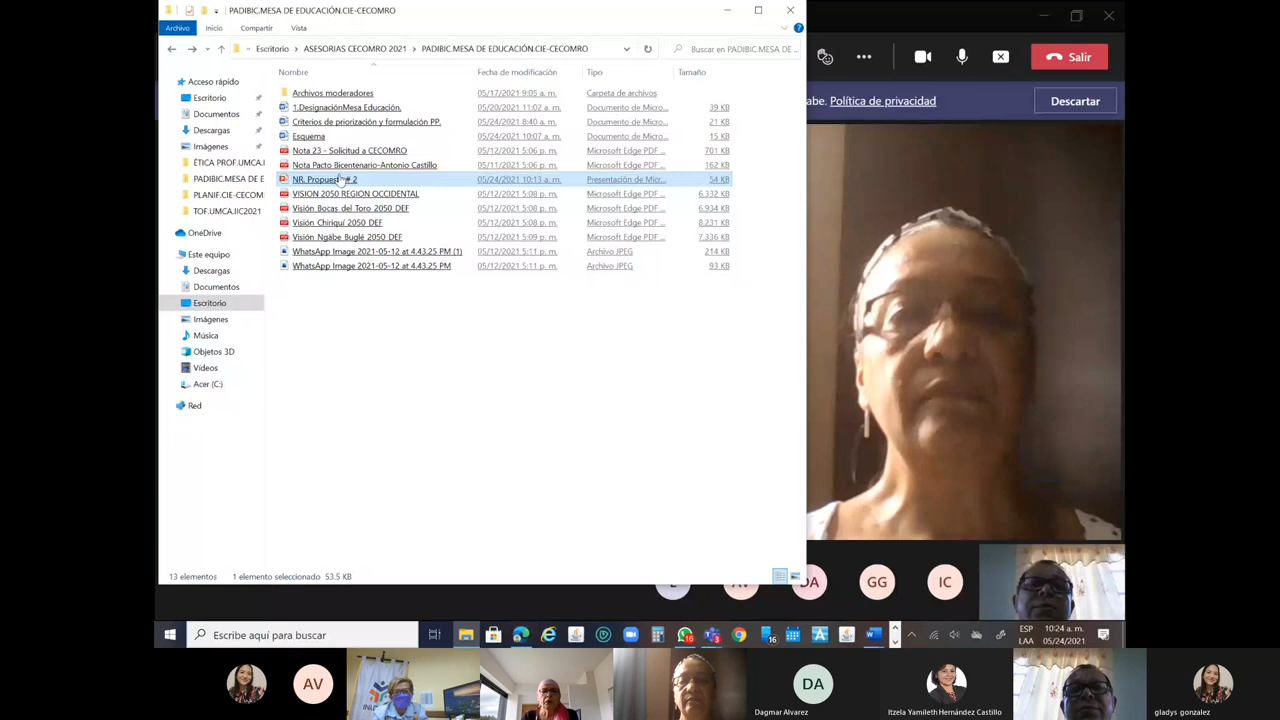 PADIBIC.MESA DE EDUCACIÓN.CIE-CECOMRO
Archivo Inicio Compartir Vista
Escritorio ASESORIAS CECOMRO 2021 PADIBIC.MESA DE EDUCACIÓN.CIE-CECOMRO Buscar en PADIBIC.MESA DE ...
Salir
abe. Política de privacidad Descartar
Nombre Fecha de modificación Tipo Tamaño
Acceso rápido
Escritorio
Documentos
Descargas
Imágenes
ÉTICA PROF.UMCA.I
PADIBIC.MESA DE E
PLANIF.CIE-CECOM
TOF.UMCA.IIC2021
OneDrive
Este equipo
Descargas
Documentos
Escritorio
Imágenes
Música
Objetos 3D
Vídeos
Acer (C:)
Red
Archivos moderadores 05/17/2021 9:05 a. m. Carpeta de archivos
1.DesignaciónMesa Educación. 05/20/2021 11:02 a. m. Documento de Micro... 39 KB
Criterios de priorización y formulación PP. 05/24/2021 8:40 a. m. Documento de Micro... 21 KB
Esquema 05/24/2021 10:07 a. m. Documento de Micro... 15 KB
Nota 23 - Solicitud a CECOMRO 05/12/2021 5:06 p. m. Microsoft Edge PDF ... 701 KB
Nota Pacto Bicentenario-Antonio Castillo 05/11/2021 5:06 p. m. Microsoft Edge PDF ... 162 KB
NR. Propuest # 2 05/24/2021 10:13 a. m. Presentación de Micr... 54 KB
VISION 2050 REGION OCCIDENTAL 05/12/2021 5:08 p. m. Microsoft Edge PDF ... 6,332 KB
Visión Bocas del Toro 2050 DEF 05/12/2021 5:08 p. m. Microsoft Edge PDF ... 6,934 KB
Visión Chiriquí 2050 DEF 05/12/2021 5:08 p. m. Microsoft Edge PDF ... 8,231 KB
Visión Ngäbe Buglé 2050 DEF 05/12/2021 5:09 p. m. Microsoft Edge PDF ... 7,336 KB
WhatsApp Image 2021-05-12 at 4.43.25 PM (1) 05/12/2021 5:11 p. m. Archivo JPEG 214 KB
WhatsApp Image 2021-05-12 at 4.43.25 PM 05/12/2021 5:11 p. m. Archivo JPEG 93 KB
13 elementos 1 elemento seleccionado 53.5 KB
AV DA GG IC
Escribe aquí para buscar
16 3 16
ESP 10:24 a. m.
LAA 05/24/2021
AV
DA
Dagmar Alvarez
Itzela Yamileth Hernández Castillo
gladys gonzalez